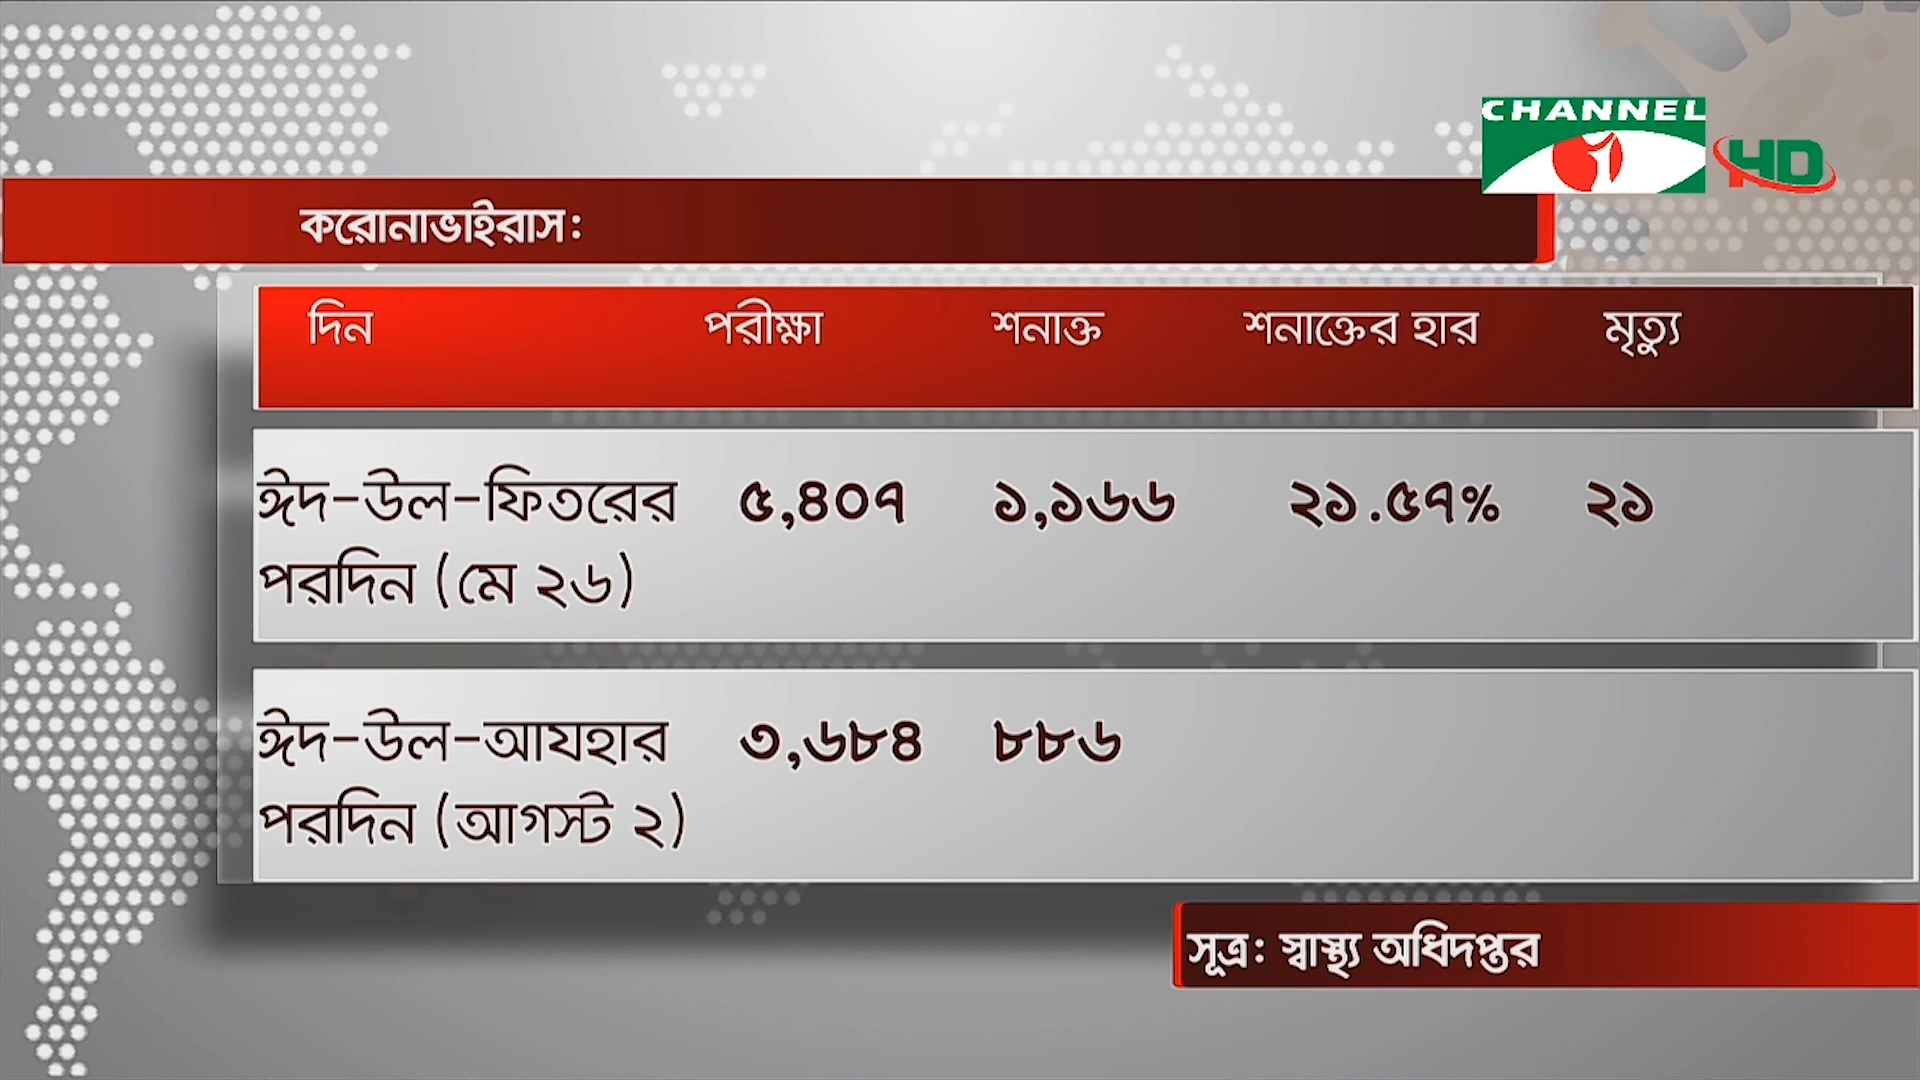 CHANNEL
HD
করোনাভাইরাস:
দিন পরীক্ষা শনাক্ত শনাক্তের হার মৃত্যু
ঈদ-উল-ফিতরের ৫,৪০৭ ১,১৬৬ ২১.৫৭% ২১
পরদিন (মে ২৬)
ঈদ-উল-আযহার ৩,৬৮৪ ৮৮৬
পরদিন (আগস্ট ২)
সূত্র: স্বাস্থ্য অধিদপ্তর